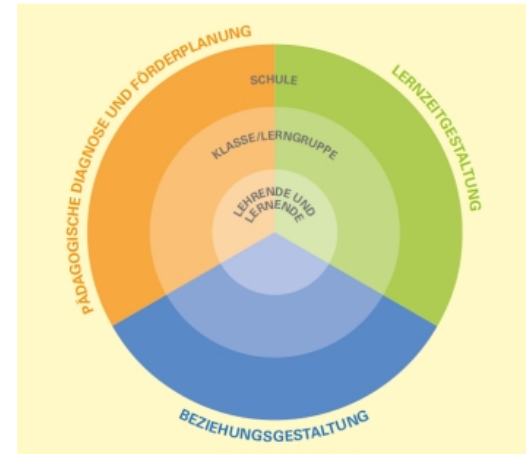 PÄDAGOGISCHE DIAGNOSE UND FÖRDERPLANUNG
LERNZEITGESTALTUNG
SCHULE
KLASSE/LERNGRUPPE
LEHRENDE UND
LERNENDE
BEZIEHUNGSGESTALTUNG